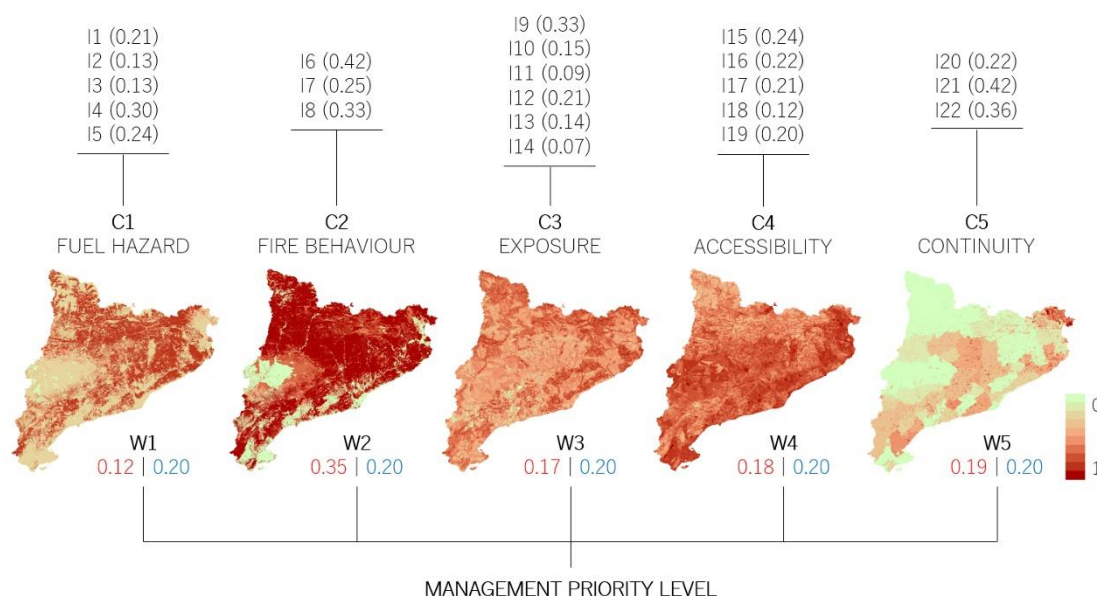 I1 (0.21)
I2 (0.13)
I3 (0.13)
I4 (0.30)
I5 (0.24)
I6 (0.42)
I7 (0.25)
I8 (0.33)
I9 (0.33)
I10 (0.15)
I11 (0.09)
I12 (0.21)
I13 (0.14)
I14 (0.07)
I15 (0.24)
I16 (0.22)
I17 (0.21)
I18 (0.12)
I19 (0.20)
I20 (0.22)
I21 (0.42)
I22 (0.36)
C1
FUEL HAZARD
C2
FIRE BEHAVIOUR
C3
EXPOSURE
C4
ACCESSIBILITY
C5
CONTINUITY
W1
0.12 | 0.20
W2
0.35 | 0.20
W3
0.17 | 0.20
W4
0.18 | 0.20
W5
0.19 | 0.20
0
1
MANAGEMENT PRIORITY LEVEL